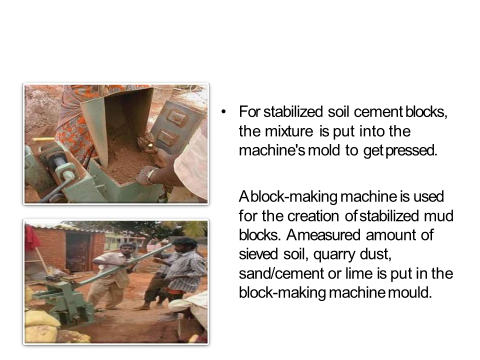 • For stabilized soil cement blocks,
the mixture is put into the
machine's mold to get pressed.
A block-making machine is used
for the creation of stabilized mud
blocks. A measured amount of
sieved soil, quarry dust,
sand/cement or lime is put in the
block-making machine mould.